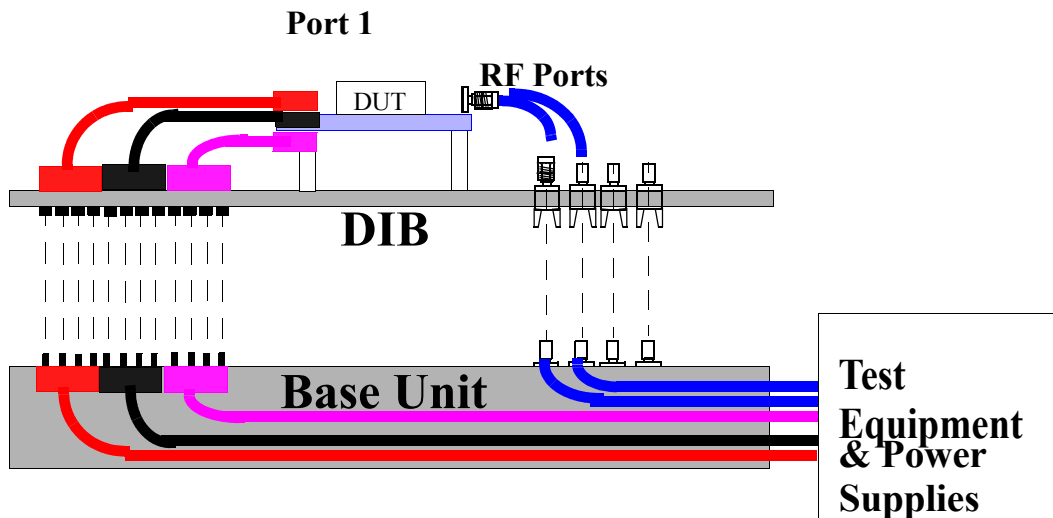 Port 1
RF Ports
DUT
DIB
Base Unit
Test
Equipment
& Power
Supplies